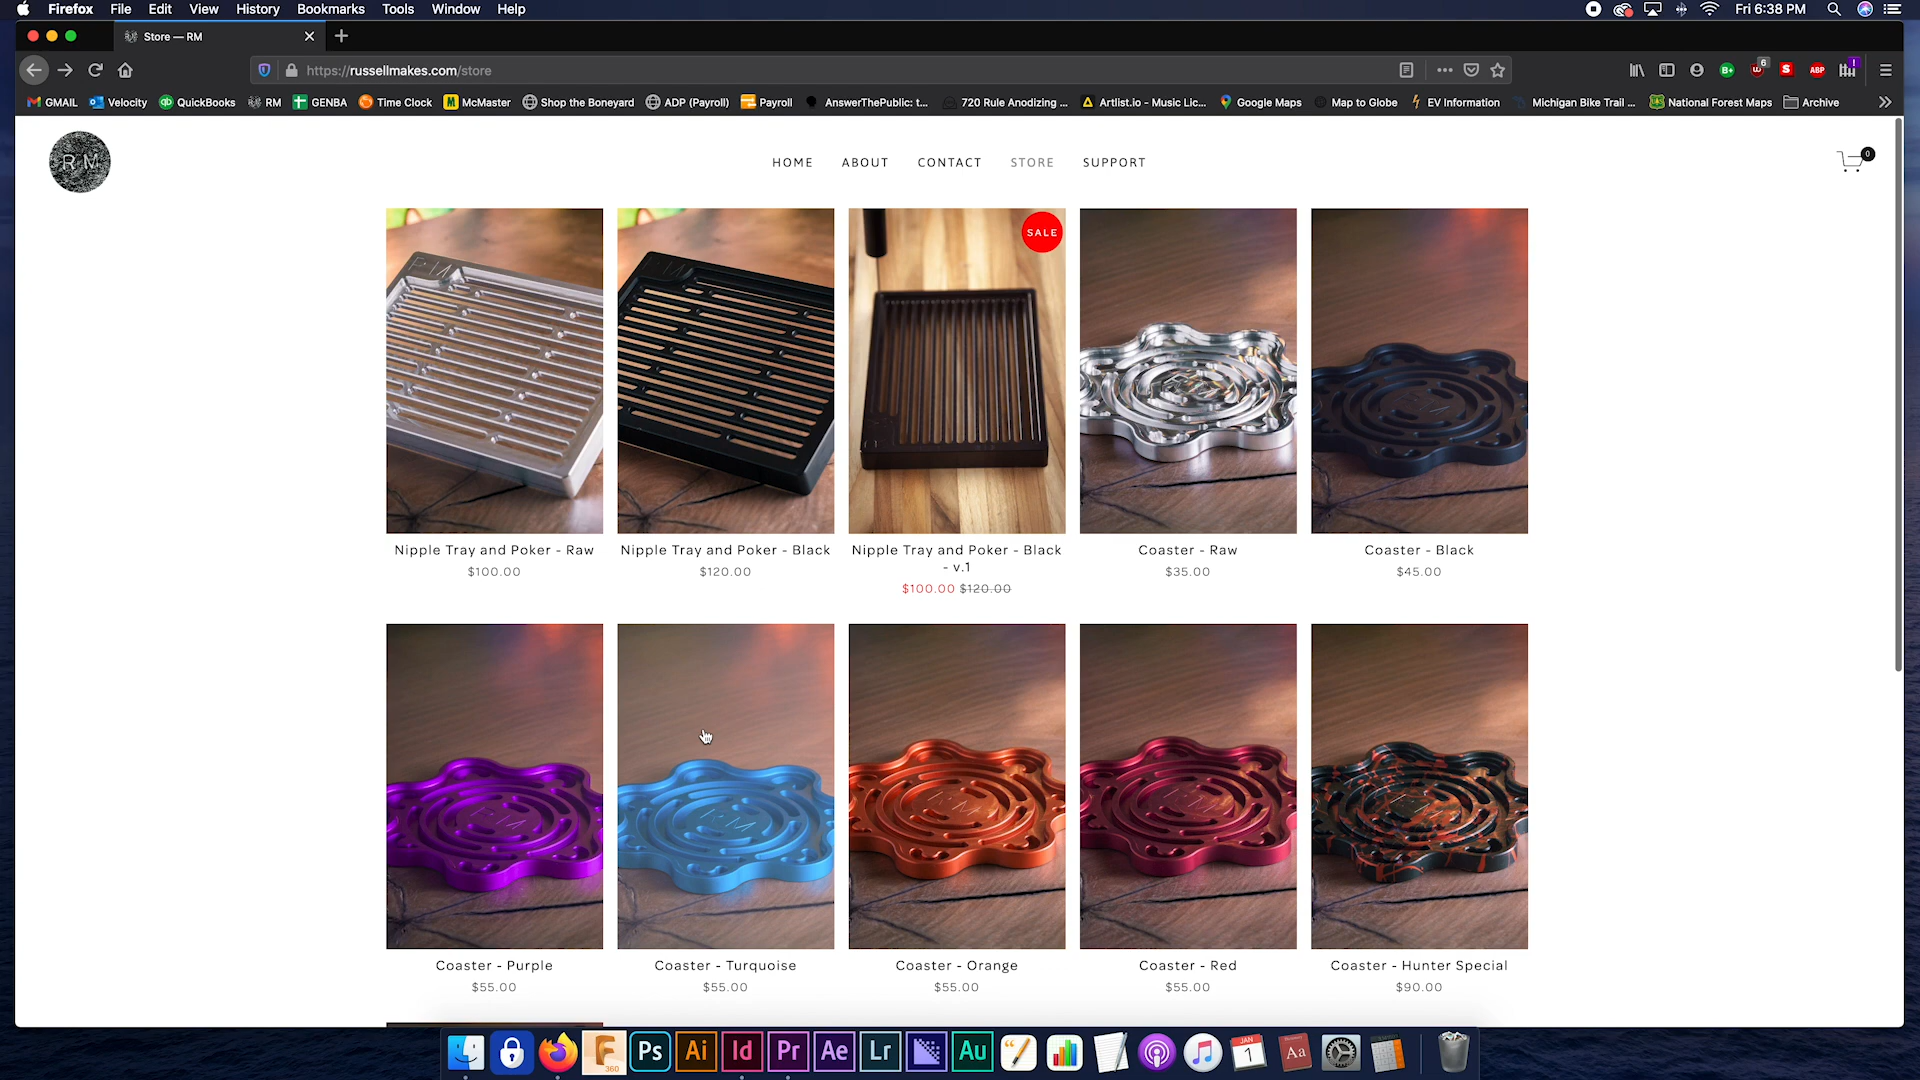 Firefox File Edit View History Bookmarks Tools Window Help Fri 6:38 PM
Store — RM
https://russellmakes.com/store 6 S ABP
GMAIL Velocity QuickBooks RM GENBA Time Clock McMaster Shop the Boneyard ADP (Payroll) Payroll AnswerThePublic: t... 720 Rule Anodizing ... Artlist.io - Music Lic... Google Maps Map to Globe EV Information Michigan Bike Trail ... National Forest Maps Archive
RM HOME ABOUT CONTACT STORE SUPPORT 0
SALE
Nipple Tray and Poker - Raw
$100.00
Nipple Tray and Poker - Black
$120.00
Nipple Tray and Poker - Black
- v.1
$100.00 $120.00
Coaster - Raw
$35.00
Coaster - Black
$45.00
RM
Coaster - Purple
$55.00
Coaster - Turquoise
$55.00
Coaster - Orange
$55.00
Coaster - Red
$55.00
Coaster - Hunter Special
$90.00
F 360 Ps Ai Id Pr Ae Lr Au JAN 1 Aa